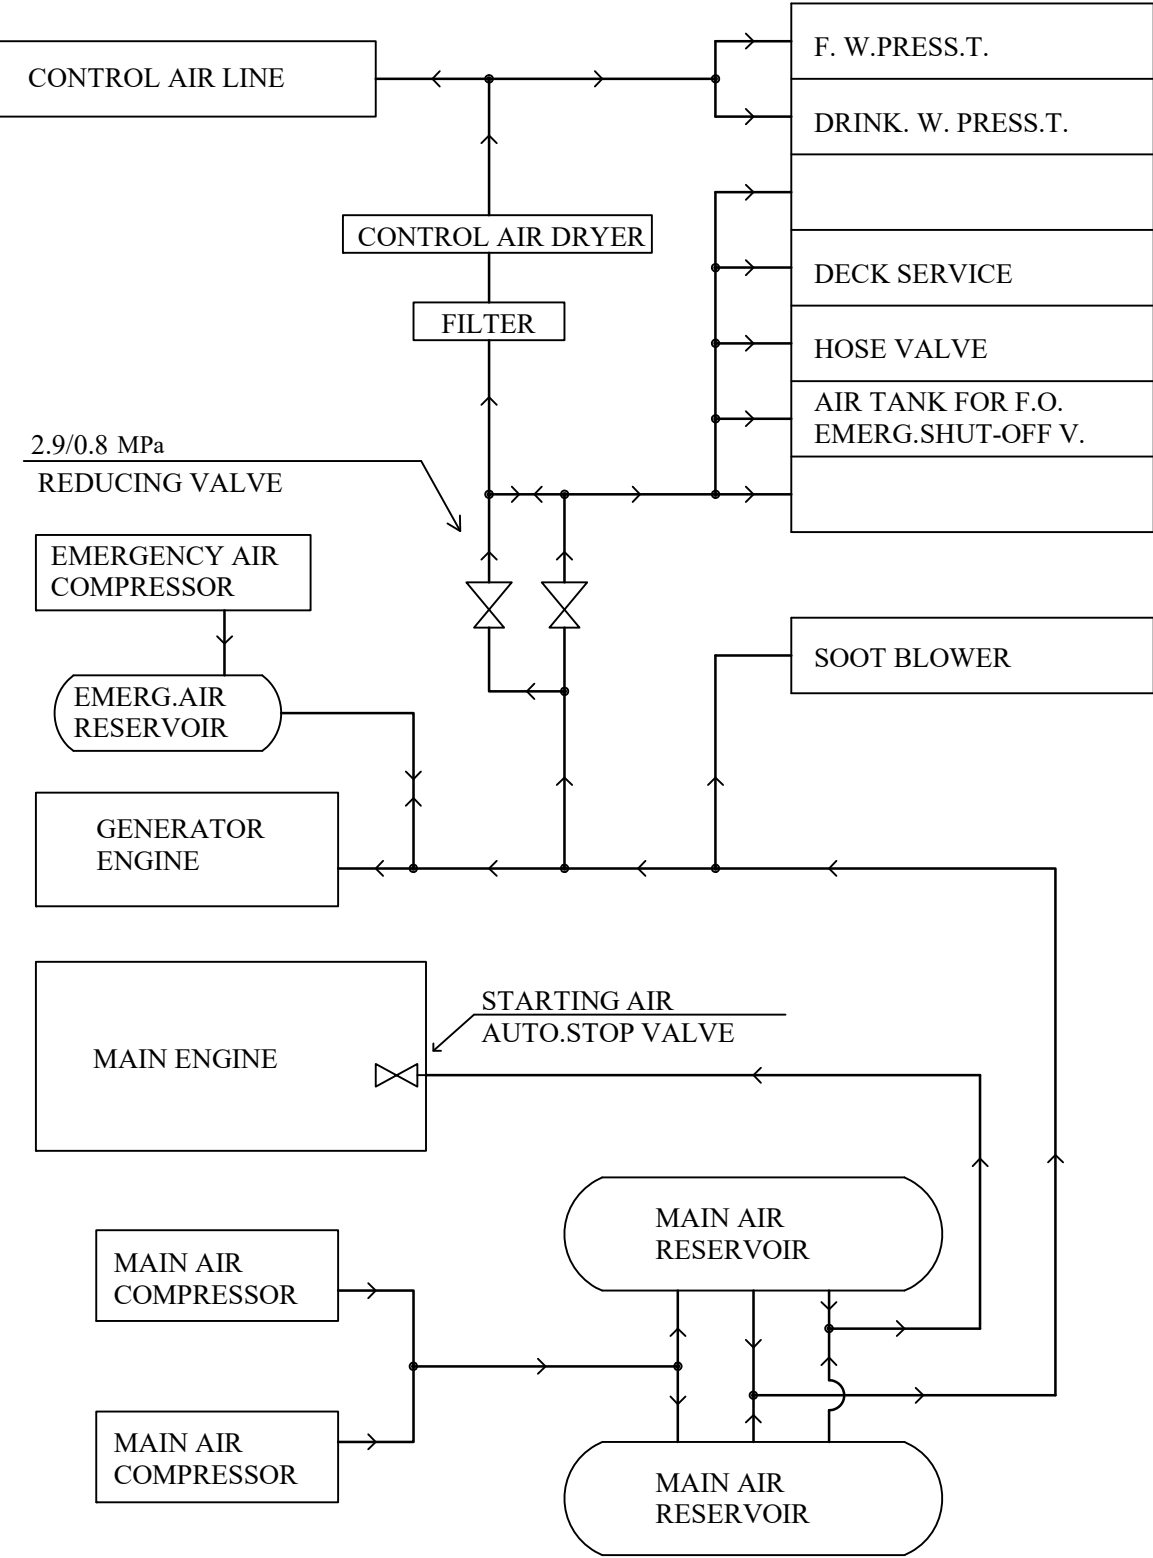 F. W.PRESS.T.
CONTROL AIR LINE
DRINK. W. PRESS.T.
CONTROL AIR DRYER
DECK SERVICE
FILTER
HOSE VALVE
AIR TANK FOR F.O.
EMERG.SHUT-OFF V.
2.9/0.8 MPa
REDUCING VALVE
EMERGENCY AIR
COMPRESSOR
SOOT BLOWER
EMERG.AIR
RESERVOIR
GENERATOR
ENGINE
STARTING AIR
AUTO.STOP VALVE
MAIN ENGINE
MAIN AIR
RESERVOIR
MAIN AIR
COMPRESSOR
MAIN AIR
COMPRESSOR
MAIN AIR
RESERVOIR